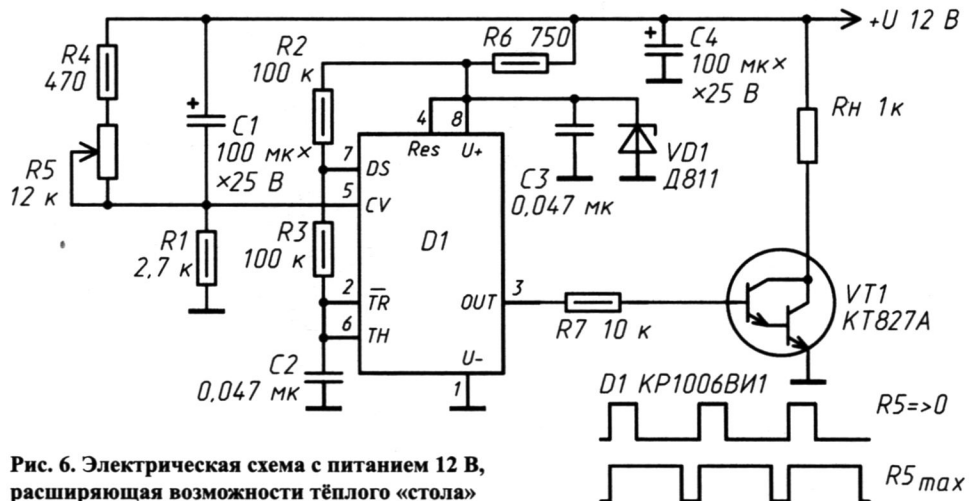 +U 12 В
R4
470
R2
100 к
R6 750
C4
100 мк×
×25 В
Rн 1к
C1
100 мк×
×25 В
R5
12 к
4
8
Res
U+
7
DS
5
CV
D1
C3
0,047 мк
VD1
Д811
R1
2,7 к
R3
100 к
2
TR
6
TH
OUT
3
R7 10 к
VT1
КТ827А
C2
0,047 мк
U-
1
D1 КР1006ВИ1
R5=>0
R5max
Рис. 6. Электрическая схема с питанием 12 В,
расширяющая возможности тёплого «стола»